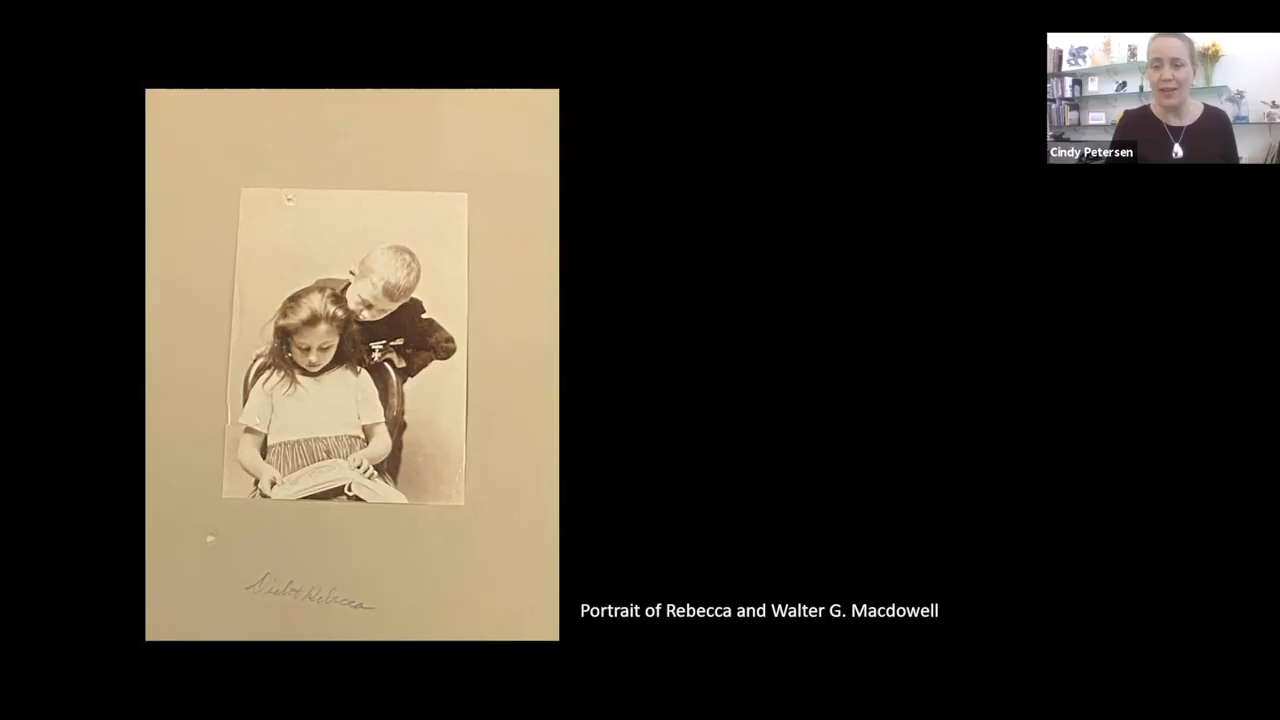 Cindy Petersen
Rebecca
Portrait of Rebecca and Walter G. Macdowell